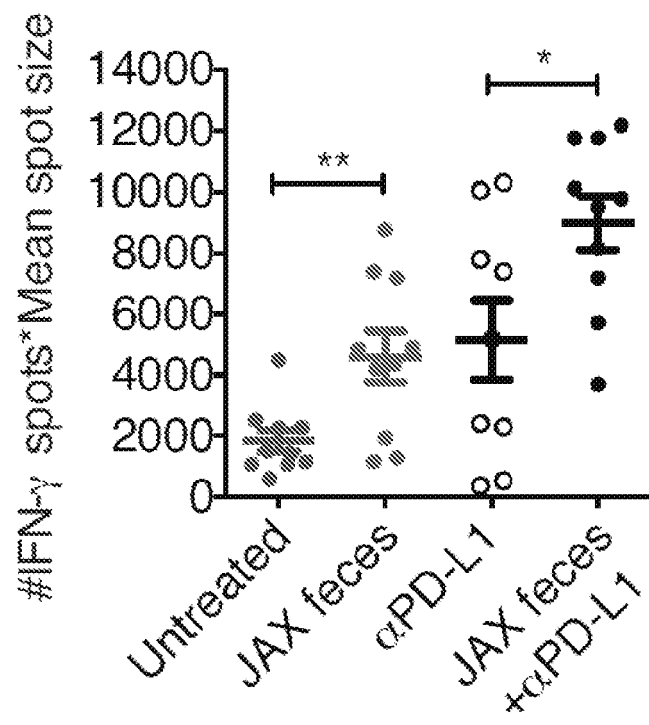 #IFN-γ spots*Mean spot size
14000
12000
10000
8000
6000
4000
2000
0
**
*
Untreated
JAX feces
αPD-L1
JAX feces
+αPD-L1